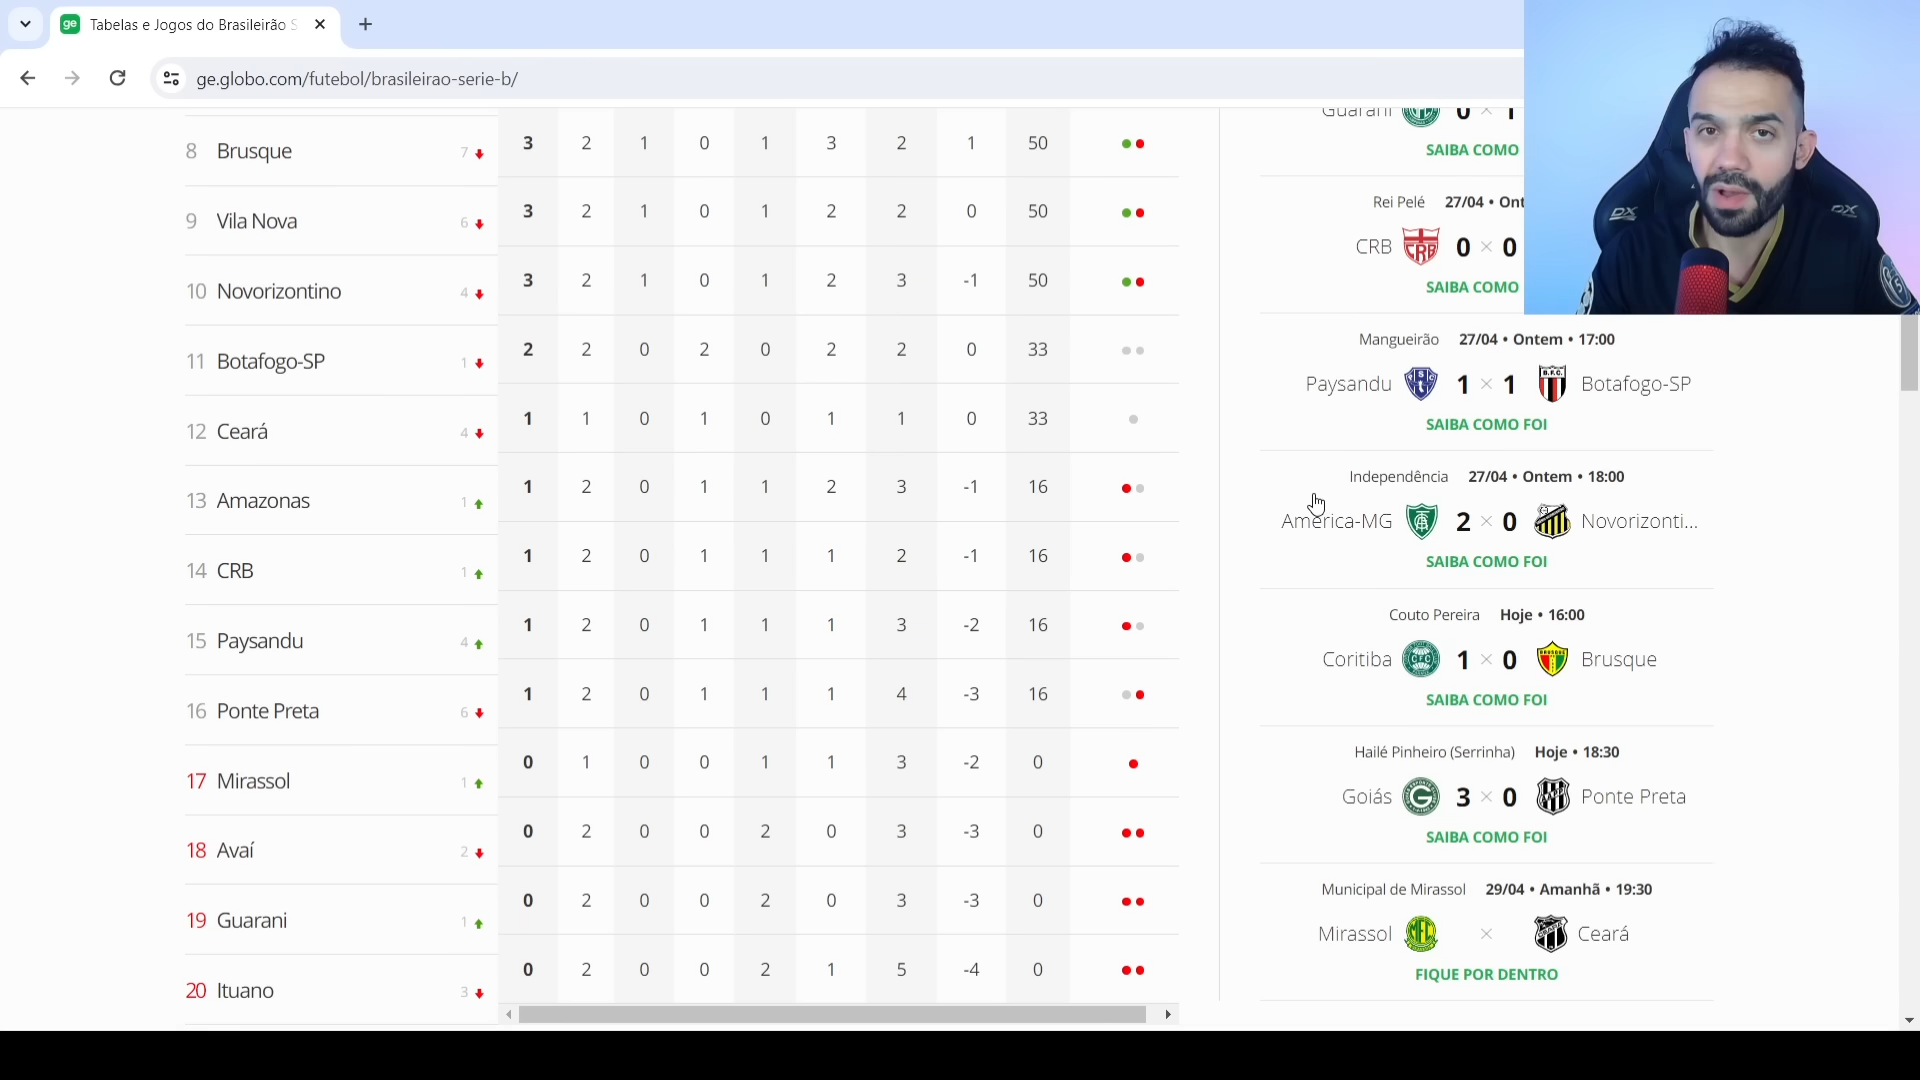 Tabelas e Jogos do Brasileirão S
ge.globo.com/futebol/brasileirao-serie-b/
8 Brusque 7 3 2 1 0 1 3 2 1 50
9 Vila Nova 6 3 2 1 0 1 2 2 0 50
10 Novorizontino 4 3 2 1 0 1 2 3 -1 50
11 Botafogo-SP 1 2 2 0 2 0 2 2 0 33
12 Ceará 4 1 1 0 1 0 1 1 0 33
13 Amazonas 1 1 2 0 1 1 2 3 -1 16
14 CRB 1 1 2 0 1 1 1 2 -1 16
15 Paysandu 4 1 2 0 1 1 1 3 -2 16
16 Ponte Preta 6 1 2 0 1 1 1 4 -3 16
17 Mirassol 1 0 1 0 0 1 1 3 -2 0
18 Avaí 2 0 2 0 0 2 0 3 -3 0
19 Guarani 1 0 2 0 0 2 0 3 -3 0
20 Ituano 3 0 2 0 0 2 1 5 -4 0
Guarani 0 × 1
SAIBA COMO
Rei Pelé 27/04 • Ont
CRB CRB 0 × 0
SAIBA COMO
Mangueirão 27/04 • Ontem • 17:00
Paysandu 1 × 1 B.F.C. Botafogo-SP
SAIBA COMO FOI
Independência 27/04 • Ontem • 18:00
América-MG 2 × 0 Novorizonti...
SAIBA COMO FOI
Couto Pereira Hoje • 16:00
Coritiba CFC 1 × 0 BRUSQUE Brusque
SAIBA COMO FOI
Hailé Pinheiro (Serrinha) Hoje • 18:30
Goiás G 3 × 0 Ponte Preta
SAIBA COMO FOI
Municipal de Mirassol 29/04 • Amanhã • 19:30
Mirassol MFC × Ceará
FIQUE POR DENTRO
ge
DX
DX